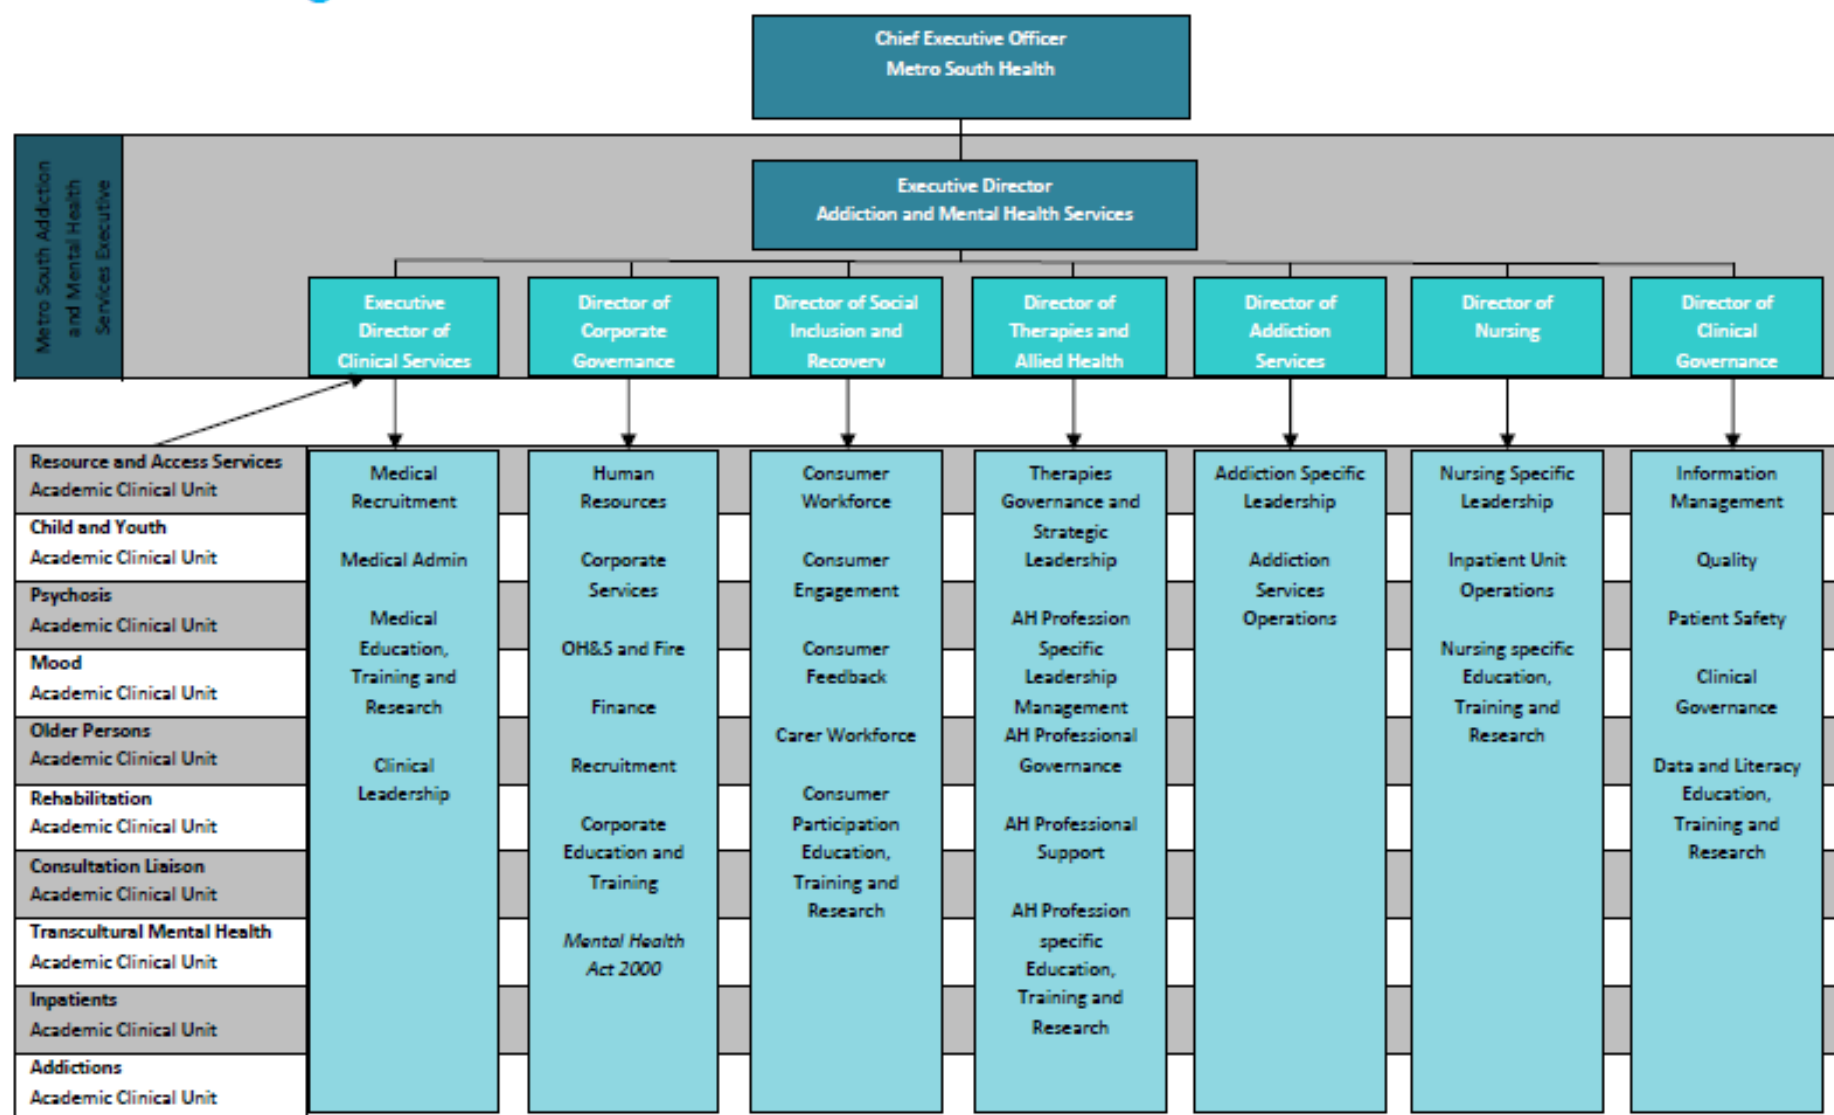 Chief Executive Officer
Metro South Health
Metro South Addiction
and Mental Health
Services Executive
Executive Director
Addiction and Mental Health Services
Executive
Director of
Clinical Services
Director of
Corporate
Governance
Director of Social
Inclusion and
Recovery
Director of
Therapies and
Allied Health
Director of
Addiction
Services
Director of
Nursing
Director of
Clinical
Governance
Resource and Access Services
Academic Clinical Unit
Child and Youth
Academic Clinical Unit
Psychosis
Academic Clinical Unit
Mood
Academic Clinical Unit
Older Persons
Academic Clinical Unit
Rehabilitation
Academic Clinical Unit
Consultation Liaison
Academic Clinical Unit
Transcultural Mental Health
Academic Clinical Unit
Inpatients
Academic Clinical Unit
Addictions
Academic Clinical Unit
Medical
Recruitment
Medical Admin
Medical
Education,
Training and
Research
Clinical
Leadership
Human
Resources
Corporate
Services
OH&S and Fire
Finance
Recruitment
Corporate
Education and
Training
Mental Health
Act 2000
Consumer
Workforce
Consumer
Engagement
Consumer
Feedback
Carer Workforce
Consumer
Participation
Education,
Training and
Research
Therapies
Governance and
Strategic
Leadership
AH Profession
Specific
Leadership
Management
AH Professional
Governance
AH Professional
Support
AH Profession
specific
Education,
Training and
Research
Addiction Specific
Leadership
Addiction
Services
Operations
Nursing Specific
Leadership
Inpatient Unit
Operations
Nursing specific
Education,
Training and
Research
Information
Management
Quality
Patient Safety
Clinical
Governance
Data and Literacy
Education,
Training and
Research